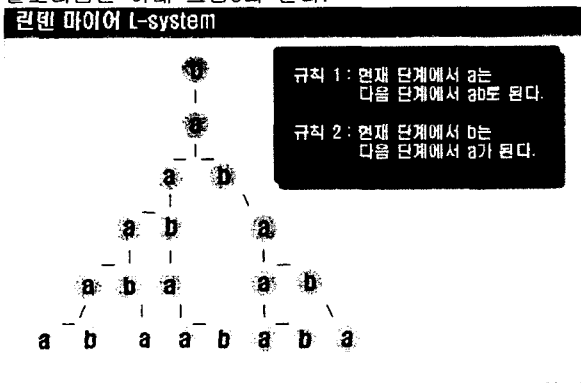 린덴 마이어 L-system
규칙 1 : 현재 단계에서 a는
다음 단계에서 ab로 된다.
규칙 2 : 현재 단계에서 b는
다음 단계에서 a가 된다.
b
a
a b
a b a
a b a a b
a b a a b a b a